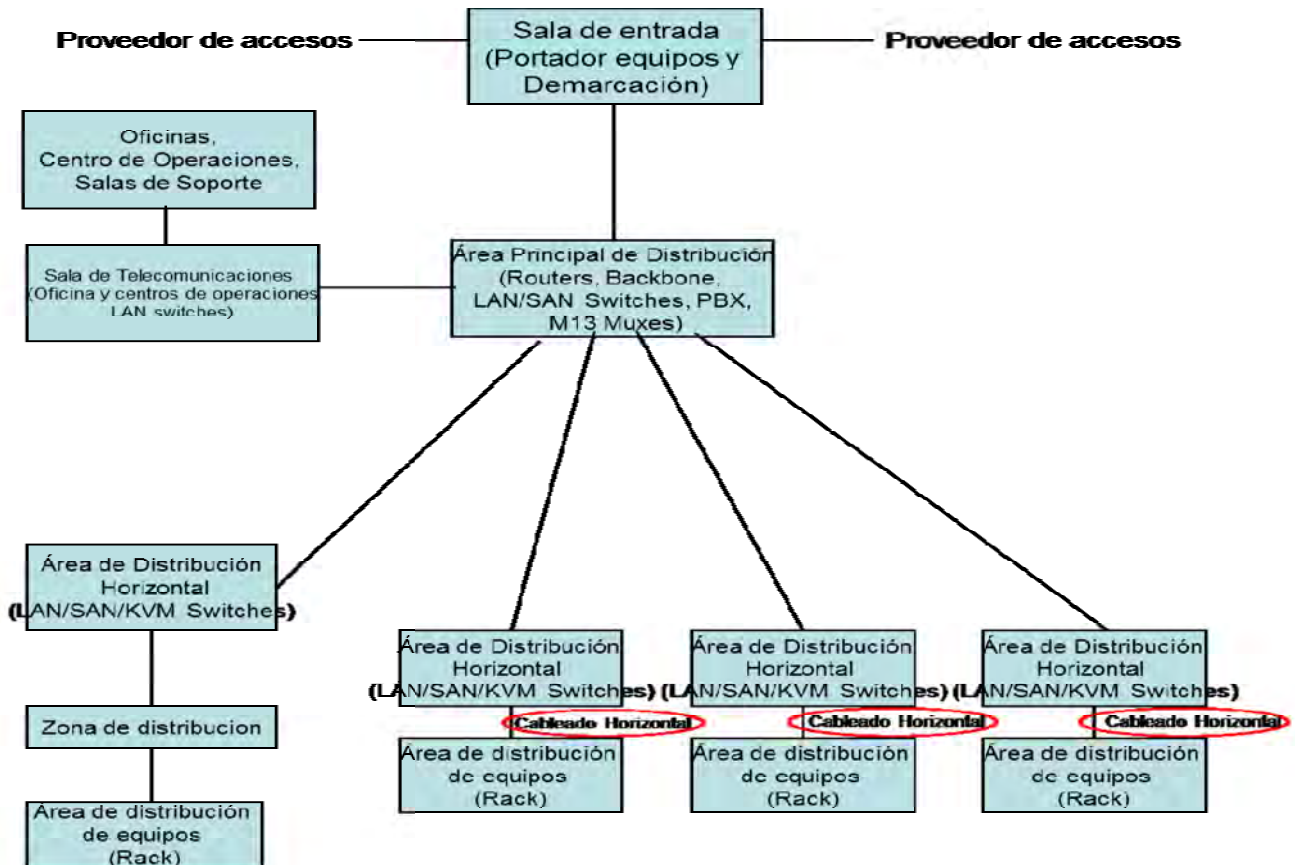 Proveedor de accesos
Sala de entrada
(Portador equipos y
Demarcación)
Proveedor de accesos
Oficinas,
Centro de Operaciones,
Salas de Soporte
Sala de Telecomunicaciones
(Oficina y centros de operaciones
LAN switches)
Área Principal de Distribución
(Routers, Backbone,
LAN/SAN Switches, PBX,
M13 Muxes)
Área de Distribución
Horizontal
(LAN/SAN/KVM Switches)
Zona de distribucion
Área de distribución
de equipos
(Rack)
Área de Distribución
Horizontal
(LAN/SAN/KVM Switches)
Cableado Horizontal
Área de distribución
de equipos
(Rack)
Área de Distribución
Horizontal
(LAN/SAN/KVM Switches)
Cableado Horizontal
Área de distribución
de equipos
(Rack)
Área de Distribución
Horizontal
(LAN/SAN/KVM Switches)
Cableado Horizontal
Área de distribución
de equipos
(Rack)